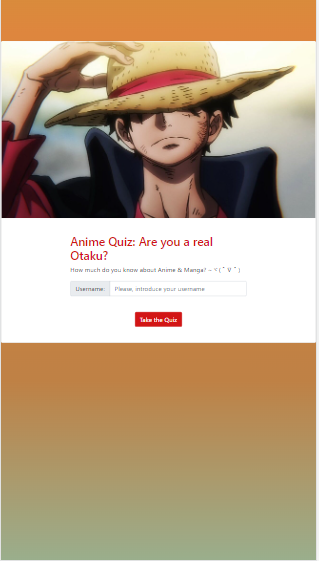 Anime Quiz: Are you a real
Otaku?
How much do you know about Anime & Manga? ~ <(ˆ V ˆ)
Username:
Please, introduce your username
Take the Quiz